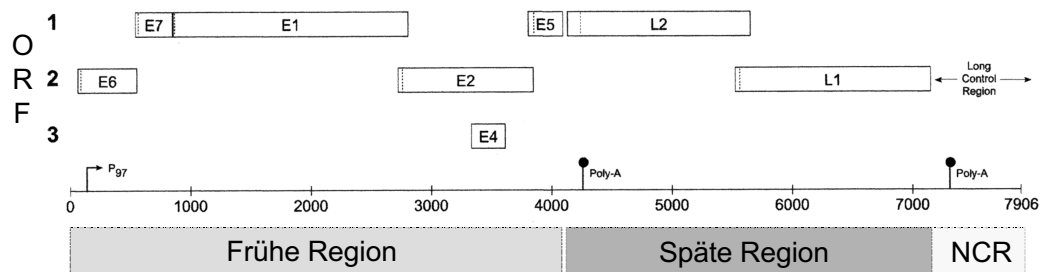 ORF
1
E7
E1
E5
L2
2
E6
E2
L1
Long
Control
Region
3
E4
P97
Poly-A
Poly-A
0
1000
2000
3000
4000
5000
6000
7000
7906
Frühe Region
Späte Region
NCR